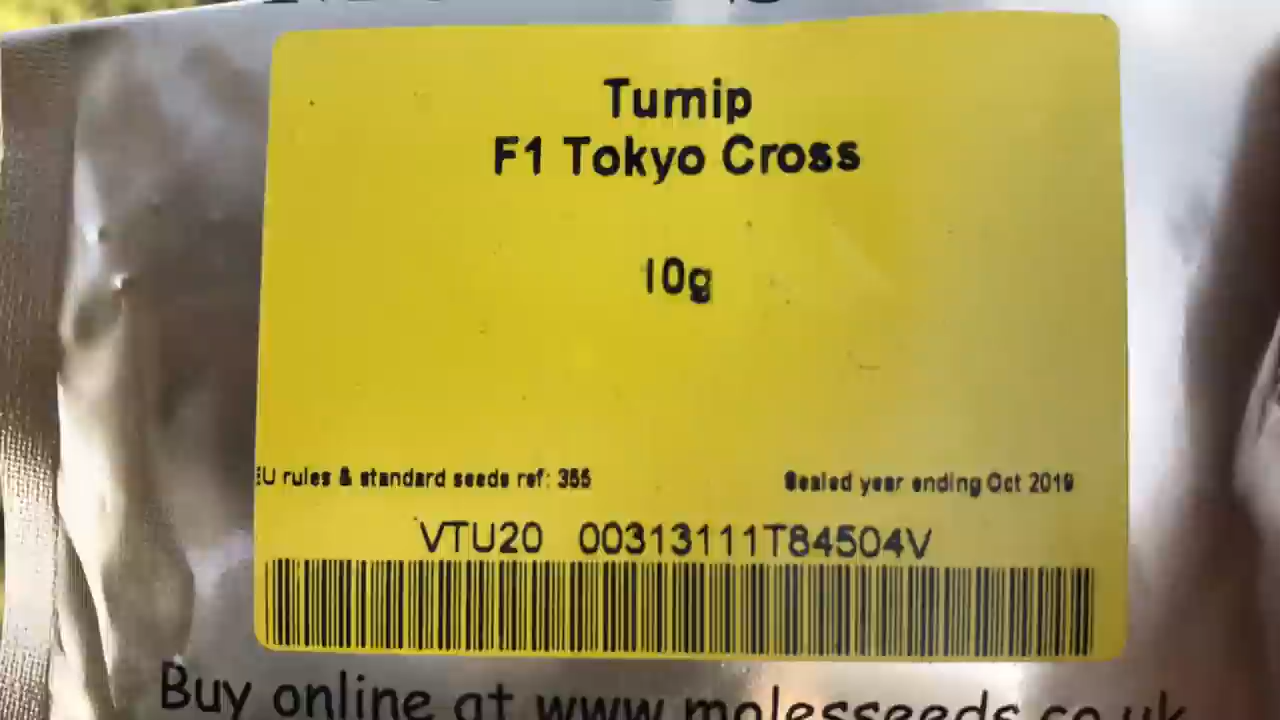 Turnip
F1 Tokyo Cross
10g
EU rules & standard seeds ref: 355
Sealed year ending Oct 2019
VTU20 00313111T84504V
Buy online at www.molesseeds.co.uk